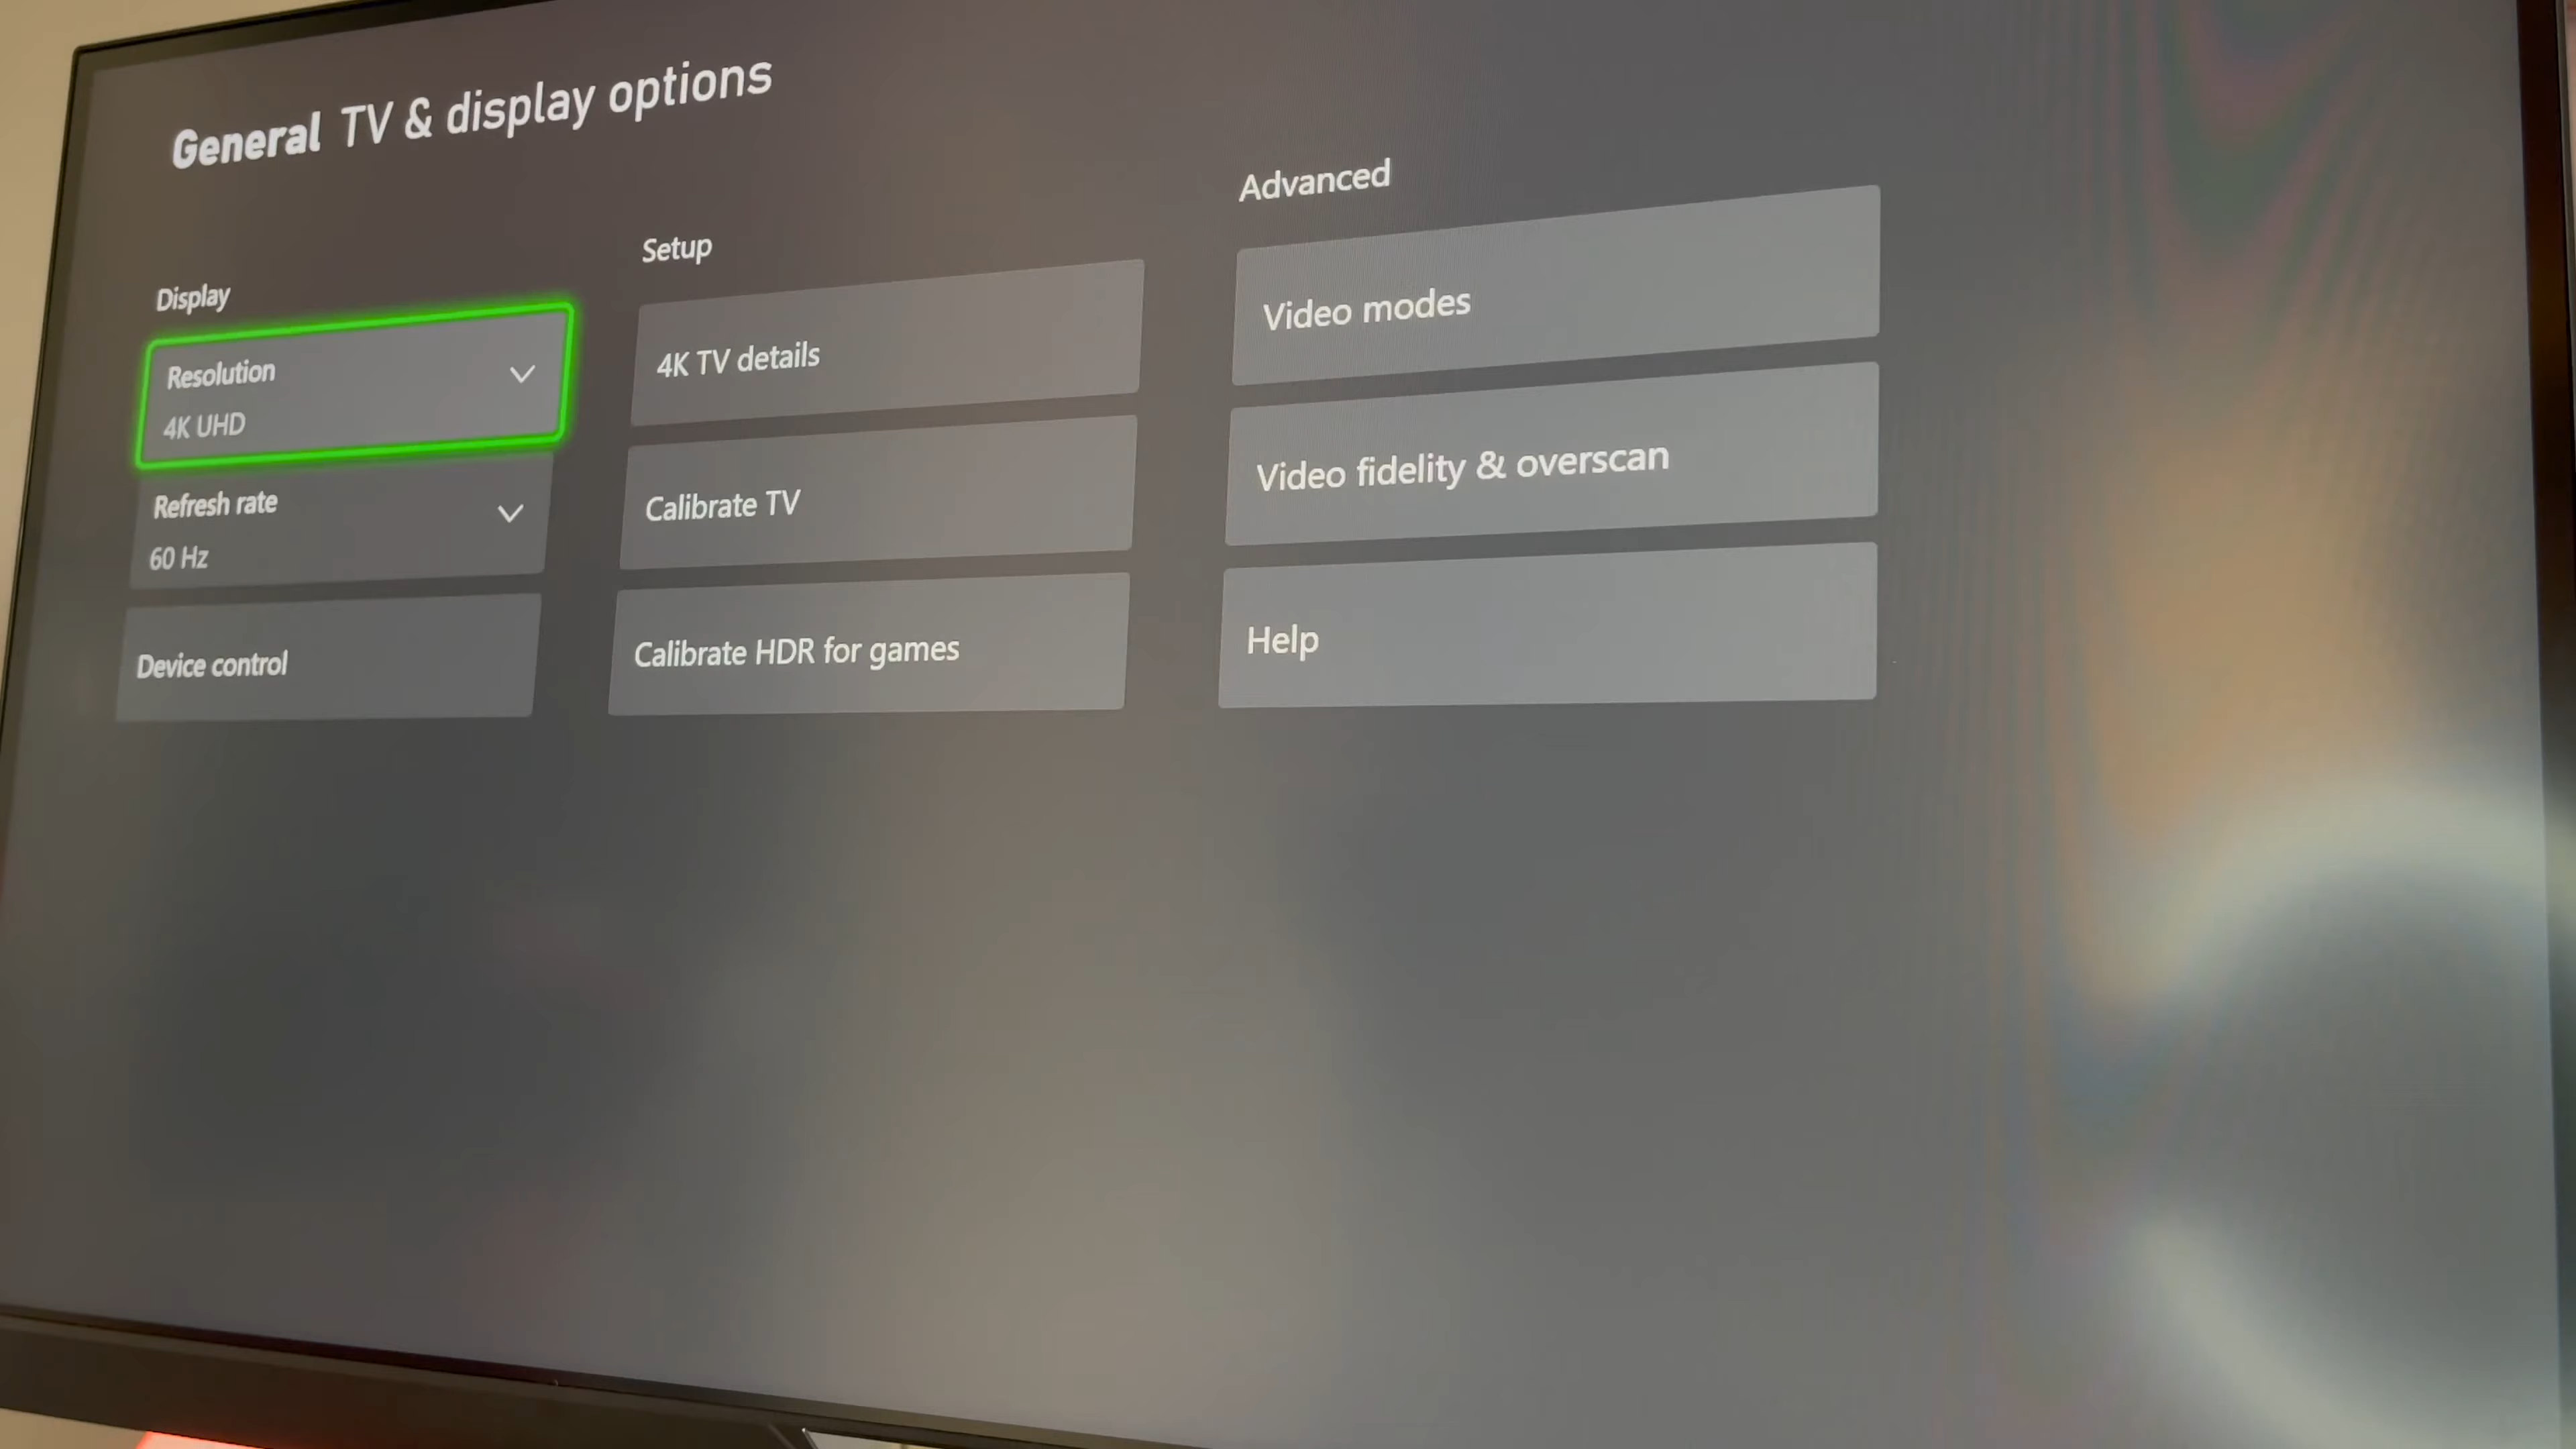 General TV & display options
Display
Resolution
4K UHD
Refresh rate
60 Hz
Device control
Setup
4K TV details
Calibrate TV
Calibrate HDR for games
Advanced
Video modes
Video fidelity & overscan
Help